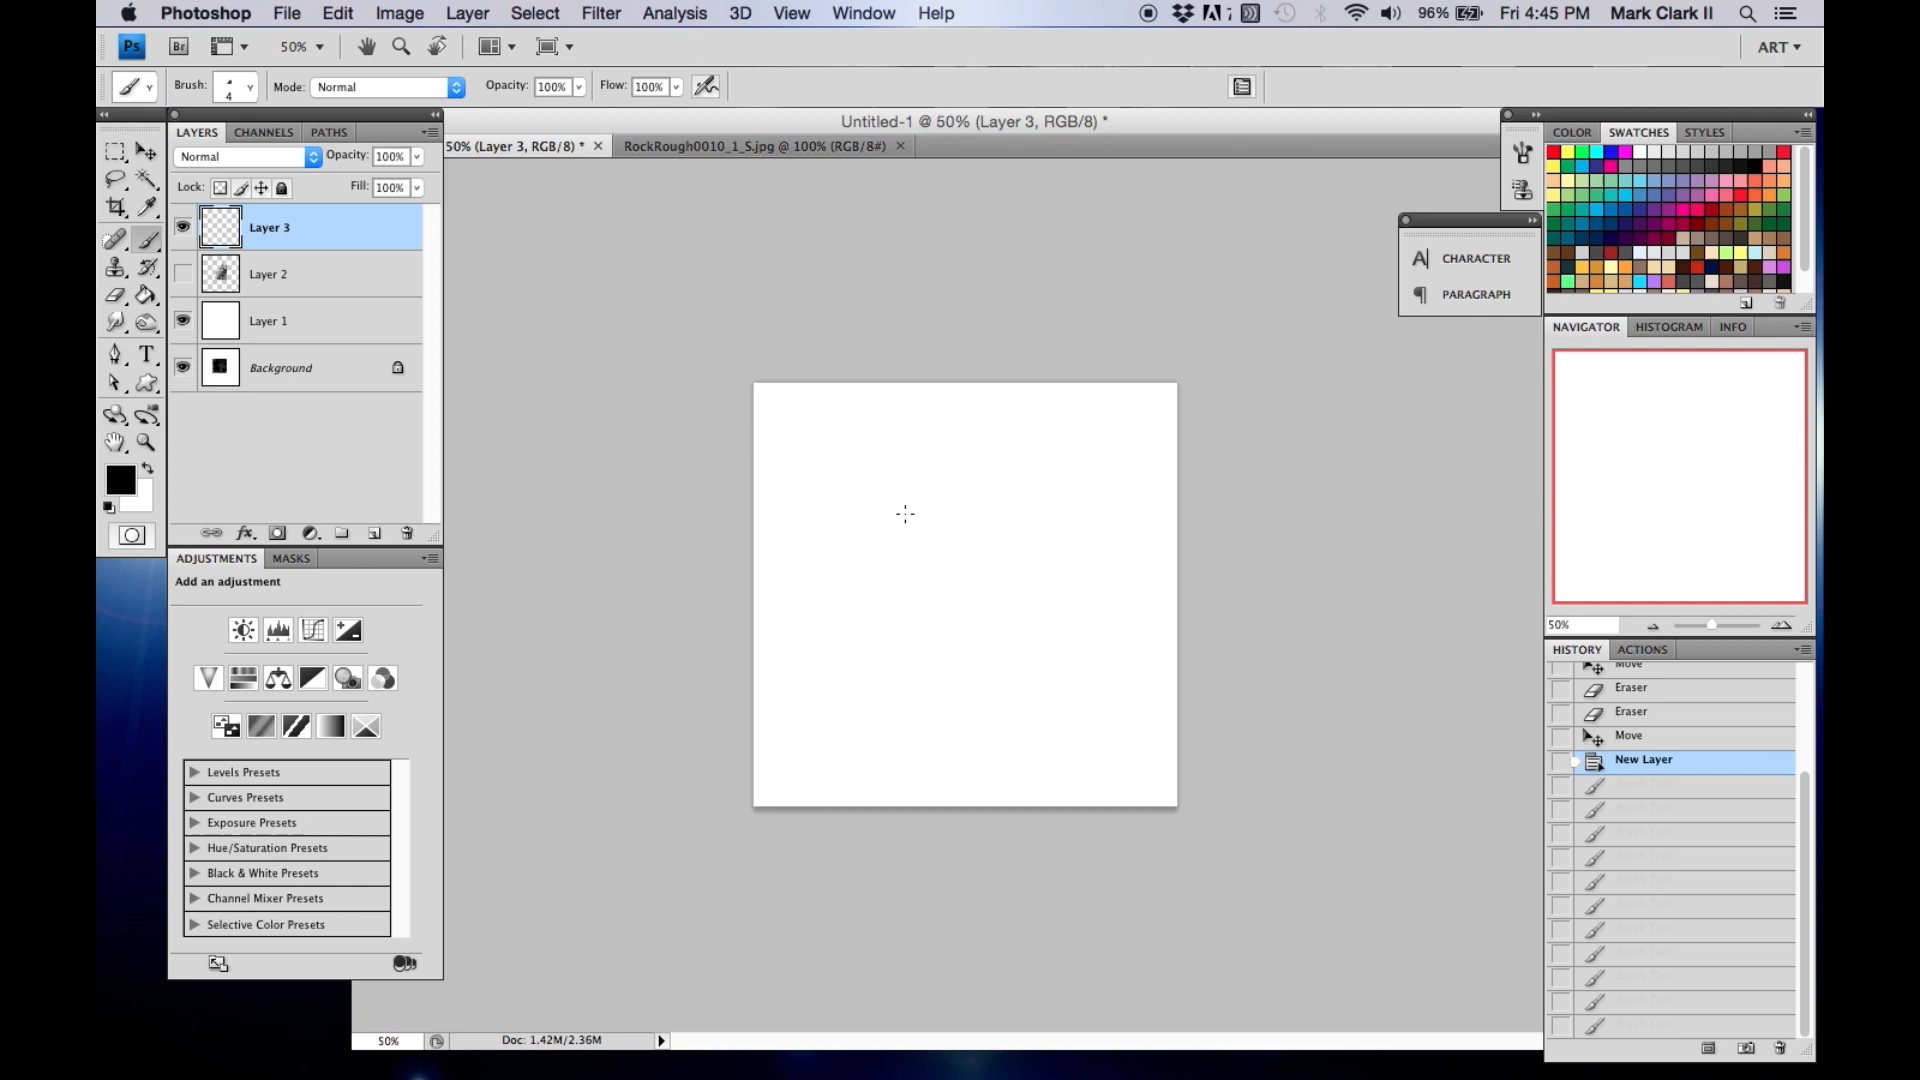 Photoshop File Edit Image Layer Select Filter Analysis 3D View Window Help 7 96% Fri 4:45 PM Mark Clark II
Ps Br 50% ART
Brush: 4 Mode: Normal Opacity: 100% Flow: 100%
Untitled-1 @ 50% (Layer 3, RGB/8) *
50% (Layer 3, RGB/8) * RockRough0010_1_S.jpg @ 100% (RGB/8#)
LAYERS CHANNELS PATHS
Normal Opacity: 100%
Lock: Fill: 100%
Layer 3
Layer 2
Layer 1
Background
T
fx.
ADJUSTMENTS MASKS
Add an adjustment
Levels Presets
Curves Presets
Exposure Presets
Hue/Saturation Presets
Black & White Presets
Channel Mixer Presets
Selective Color Presets
50% Doc: 1.42M/2.36M
COLOR SWATCHES STYLES
A CHARACTER
¶ PARAGRAPH
NAVIGATOR HISTOGRAM INFO
50%
HISTORY ACTIONS
Move
Eraser
Eraser
Move
New Layer